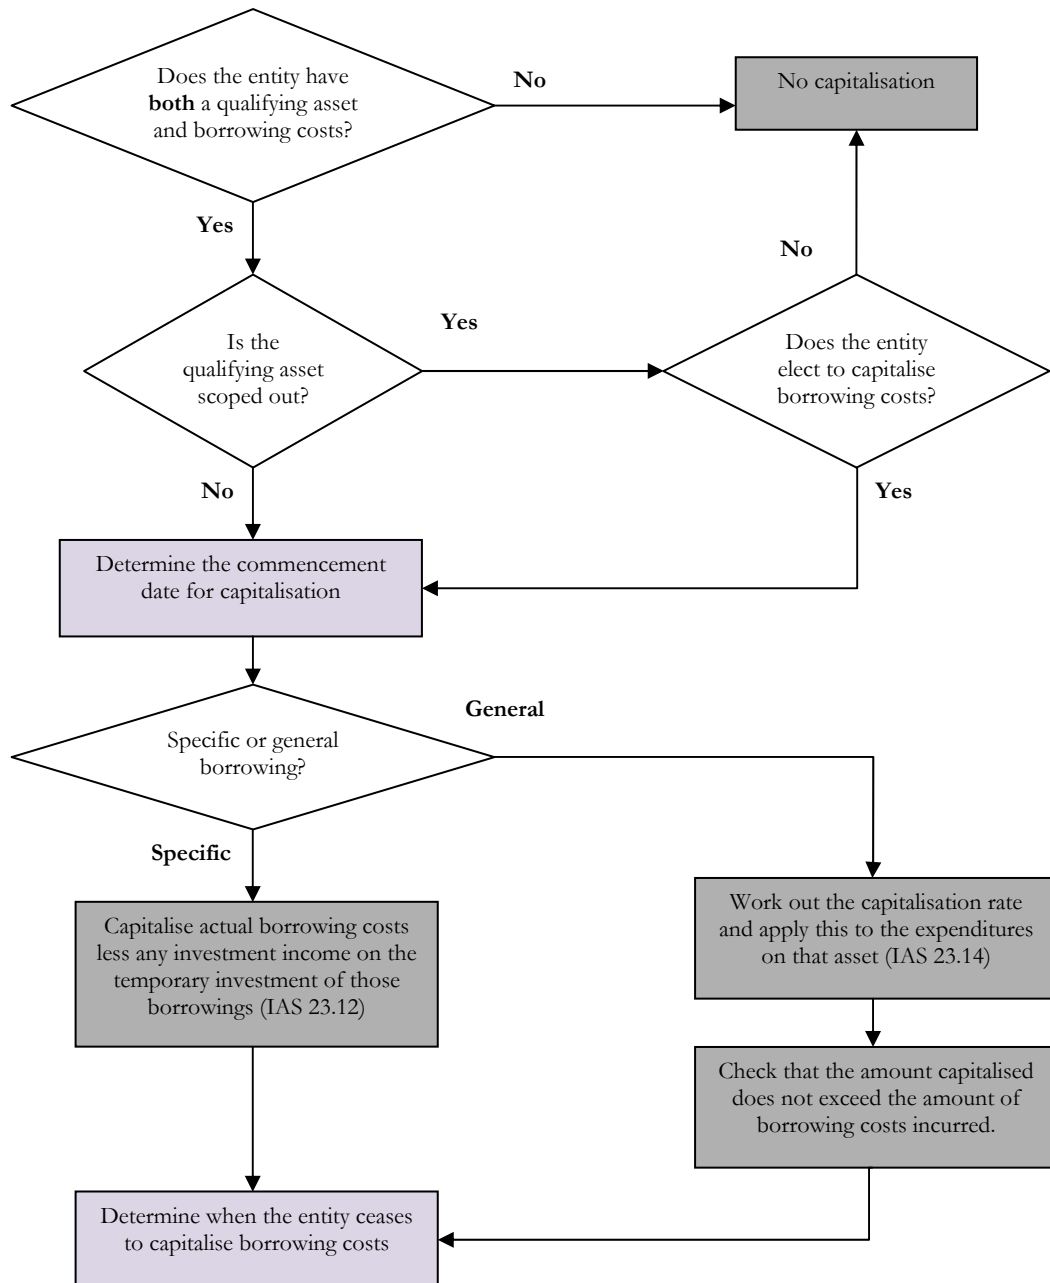 Does the entity have
both a qualifying asset
and borrowing costs?
No
No capitalisation
Yes
No
Is the
qualifying asset
scoped out?
Yes
Does the entity
elect to capitalise
borrowing costs?
No
Yes
Determine the commencement
date for capitalisation
General
Specific or general
borrowing?
Specific
Capitalise actual borrowing costs
less any investment income on the
temporary investment of those
borrowings (IAS 23.12)
Work out the capitalisation rate
and apply this to the expenditures
on that asset (IAS 23.14)
Check that the amount capitalised
does not exceed the amount of
borrowing costs incurred.
Determine when the entity ceases
to capitalise borrowing costs